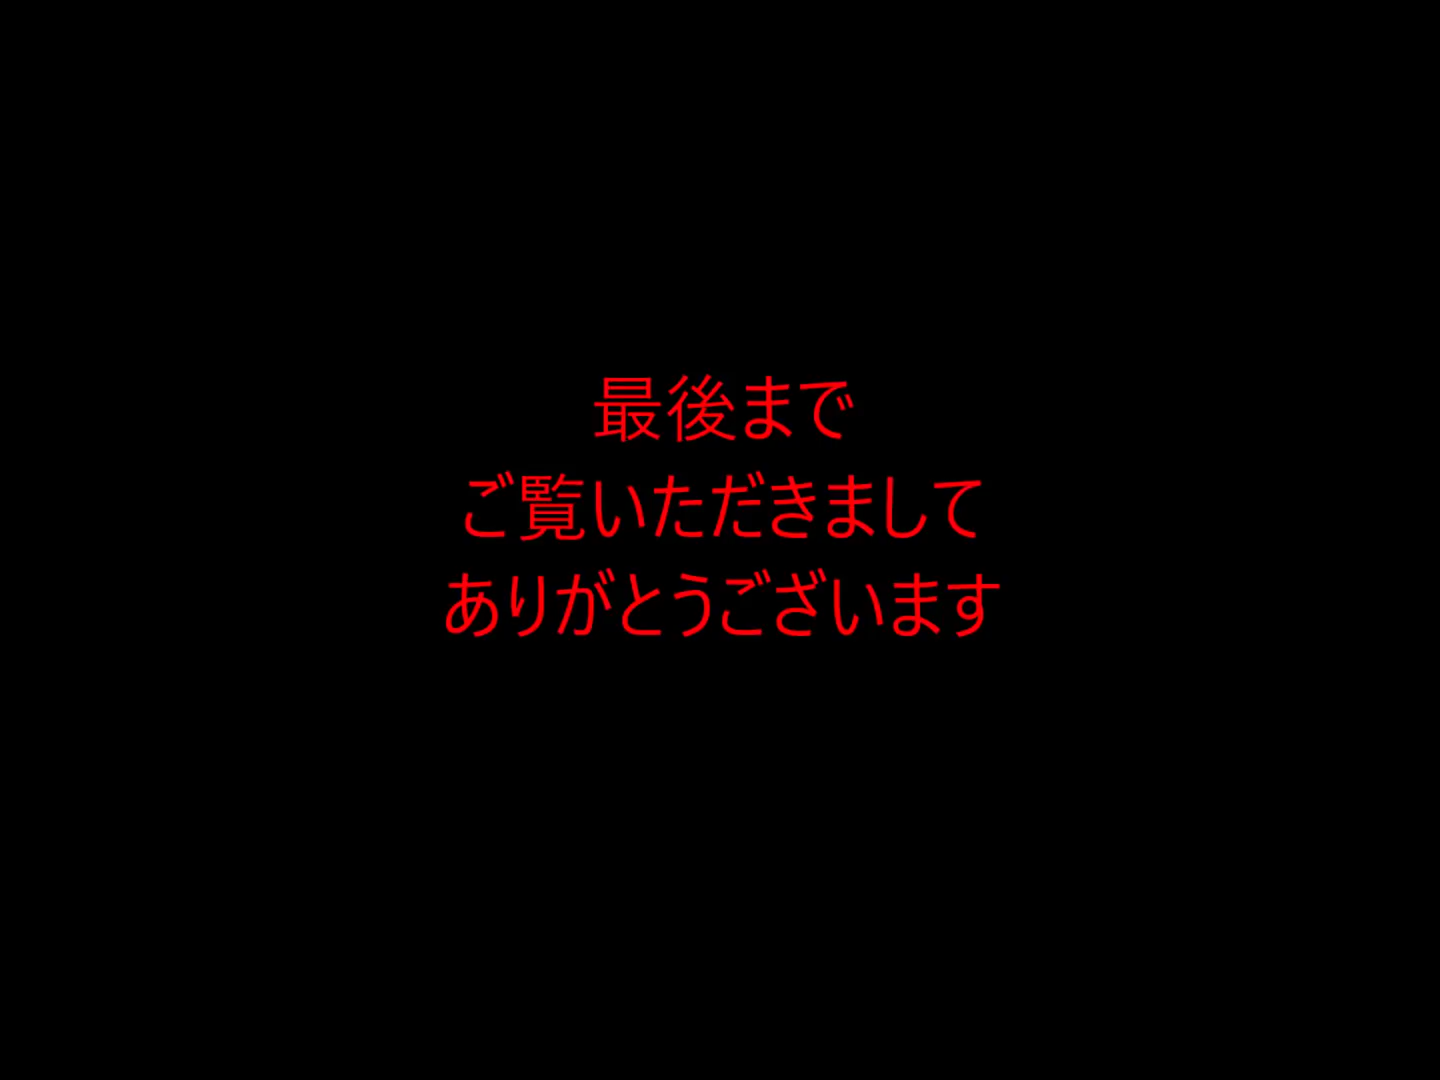 最後まで
ご覧いただきまして
ありがとうございます